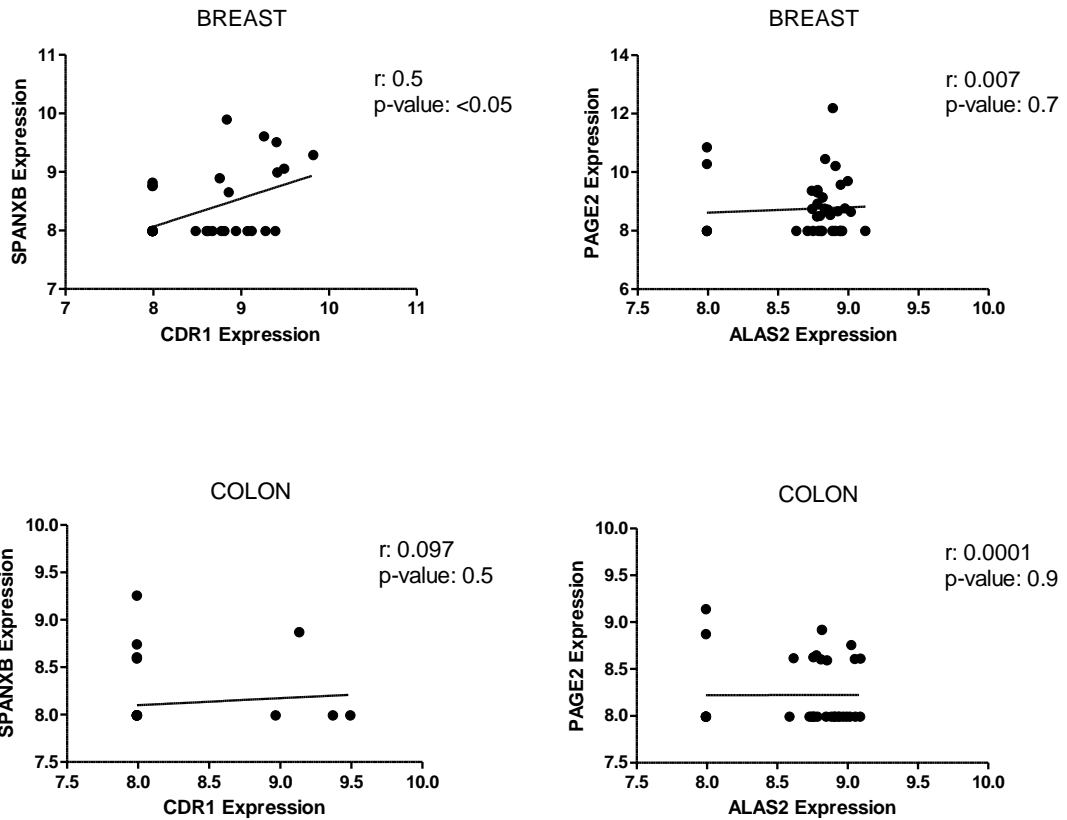 BREAST
r: 0.5
p-value: <0.05
SPANXB Expression
11
10
9
8
7
7
8
9
10
11
CDR1 Expression
BREAST
r: 0.007
p-value: 0.7
PAGE2 Expression
14
12
10
8
6
7.5
8.0
8.5
9.0
9.5
10.0
ALAS2 Expression
COLON
r: 0.097
p-value: 0.5
SPANXB Expression
10.0
9.5
9.0
8.5
8.0
7.5
7.5
8.0
8.5
9.0
9.5
10.0
CDR1 Expression
COLON
r: 0.0001
p-value: 0.9
PAGE2 Expression
10.0
9.5
9.0
8.5
8.0
7.5
7.5
8.0
8.5
9.0
9.5
10.0
ALAS2 Expression